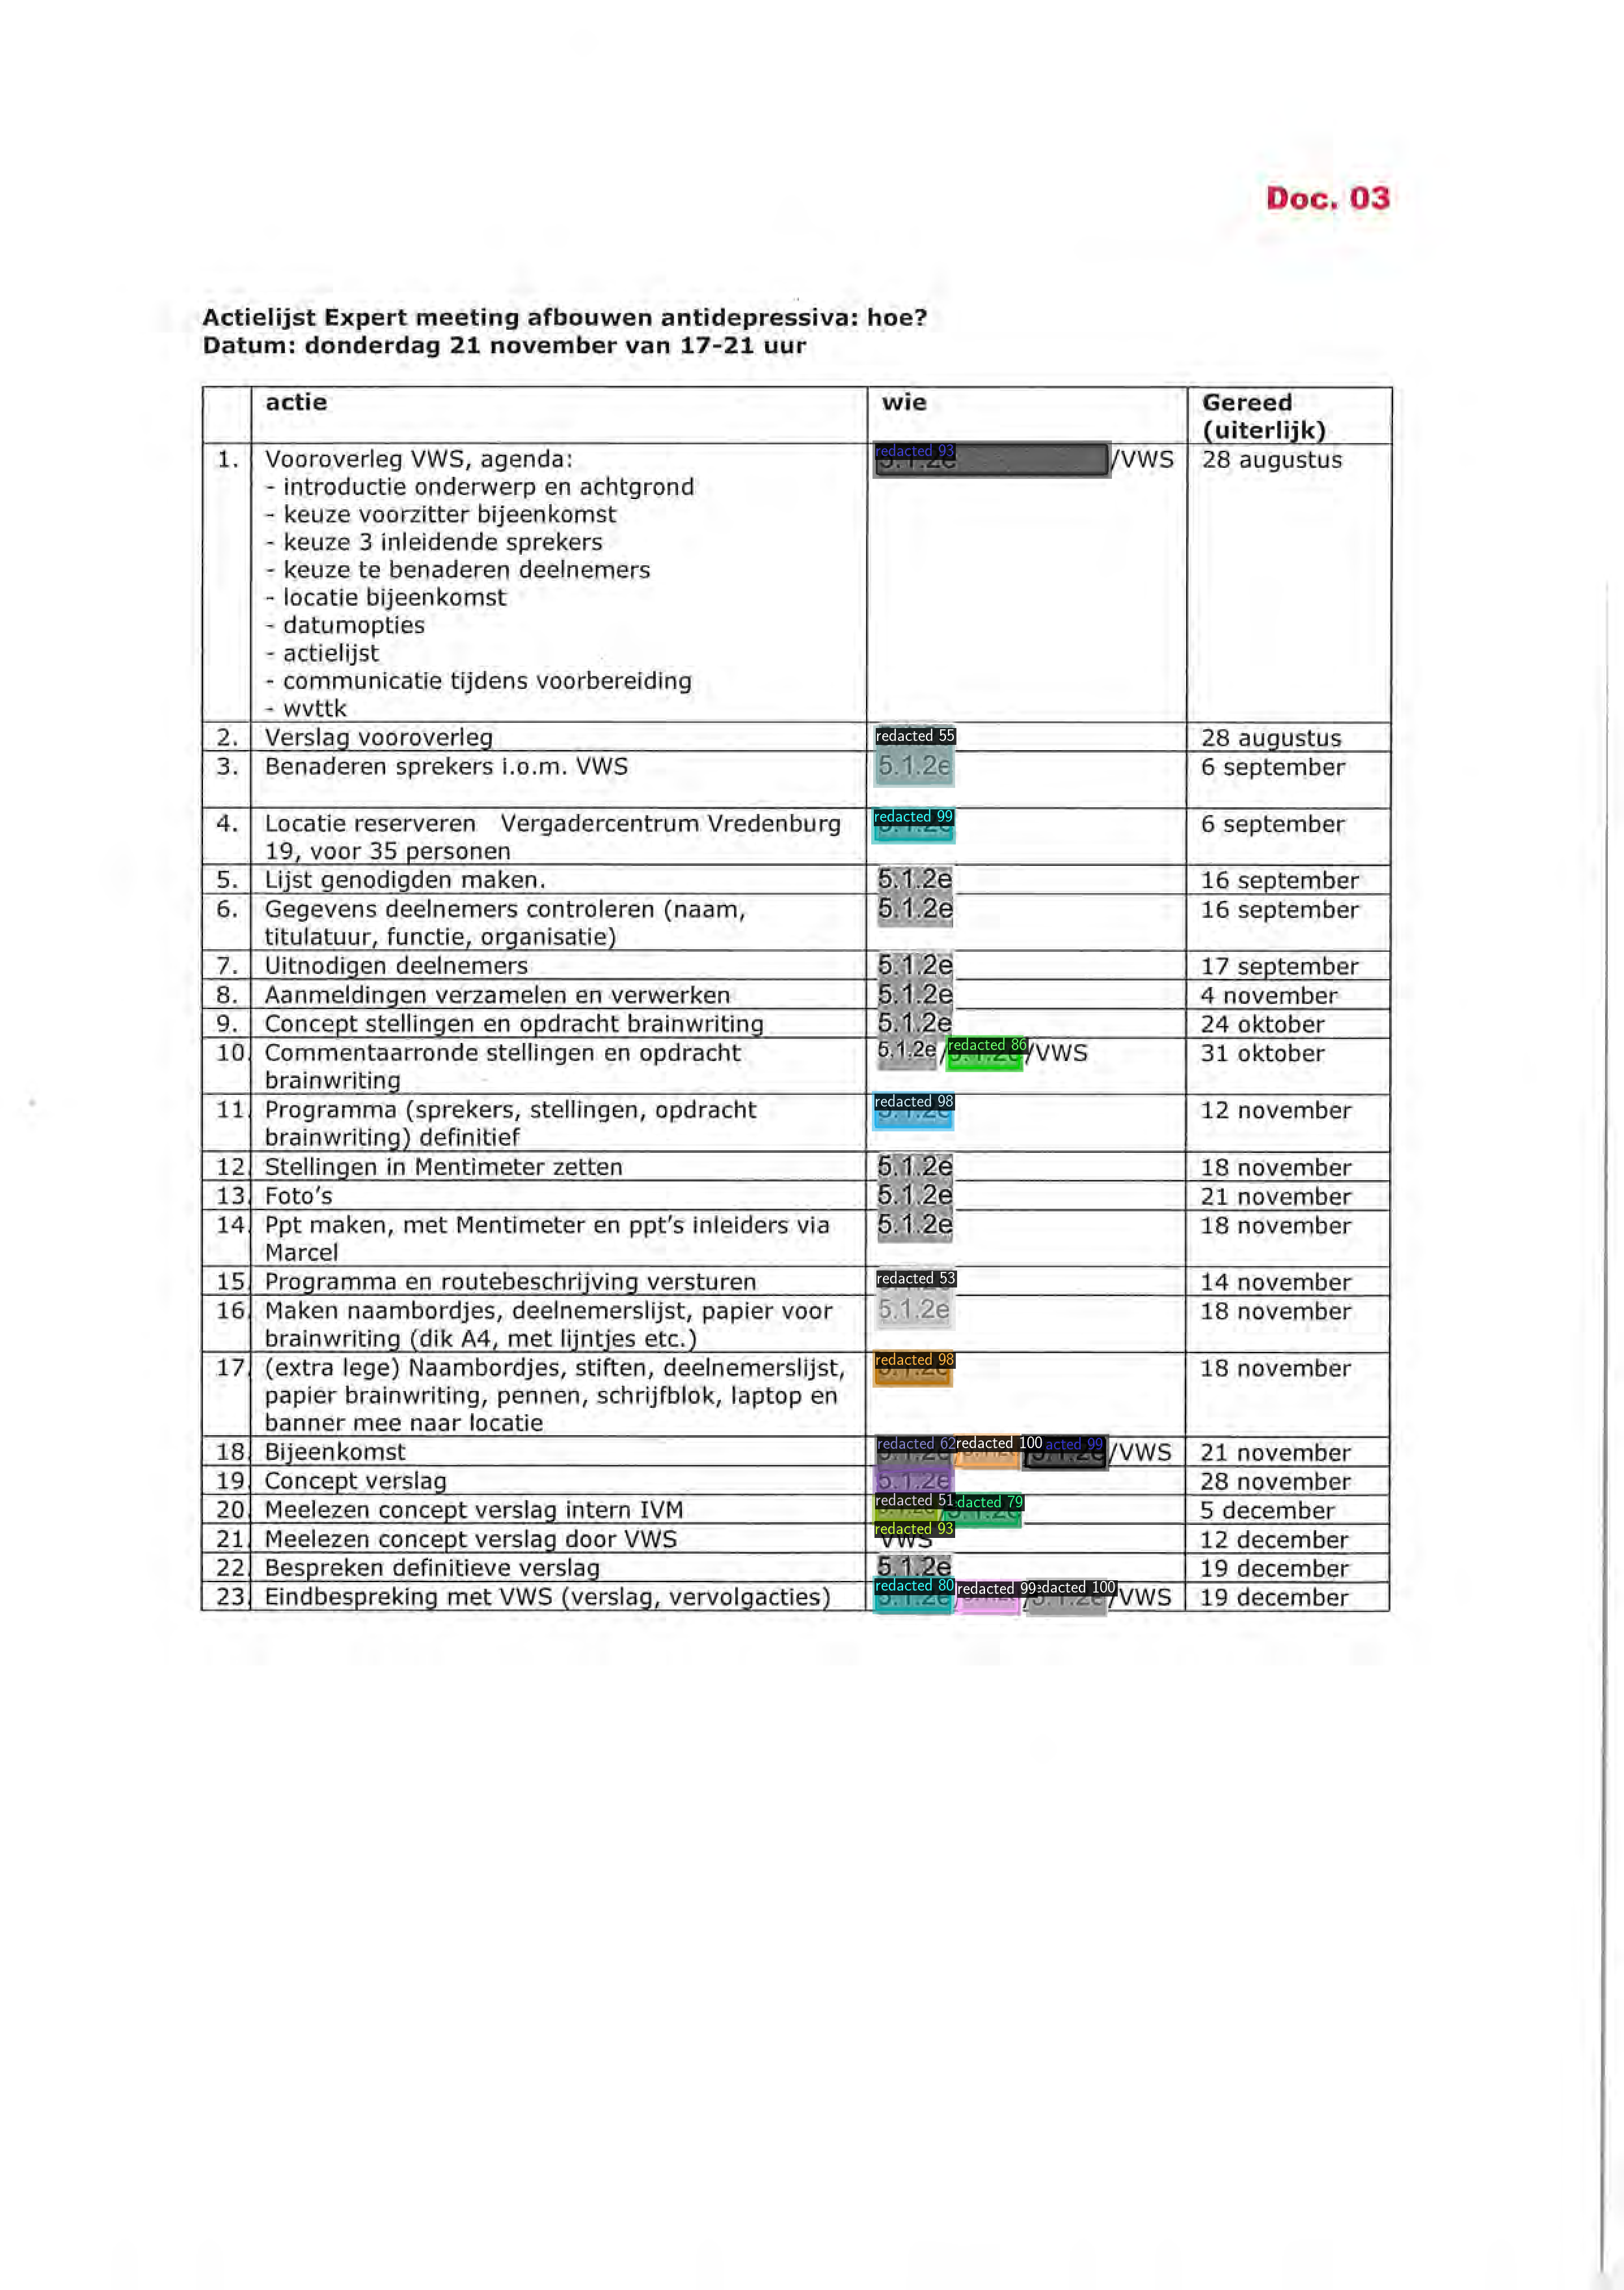 Doc. 03
Actielijst Expert meeting afbouwen antidepressiva: hoe?
Datum: donderdag 21 november van 17-21 uur
actie wie Gereed
(uiterlijk)
1. Vooroverleg VWS, agenda: redacted 93 /VWS 28 augustus
- introductie onderwerp en achtgrond
- keuze voorzitter bijeenkomst
- keuze 3 inleidende sprekers
- keuze te benaderen deelnemers
- locatie bijeenkomst
- datumopties
- actielijst
- communicatie tijdens voorbereiding
- wvttk
2. Verslag vooroverleg redacted 55 28 augustus
3. Benaderen sprekers i.o.m. VWS 5.1.2e 6 september
4. Locatie reserveren Vergadercentrum Vredenburg redacted 99 6 september
19, voor 35 personen
5. Lijst genodigden maken. 5.1.2e 16 september
6. Gegevens deelnemers controleren (naam, 5.1.2e 16 september
titulatuur, functie, organisatie)
7. Uitnodigen deelnemers 5.1.2e 17 september
8. Aanmeldingen verzamelen en verwerken 5.1.2e 4 november
9. Concept stellingen en opdracht brainwriting 5.1.2e 24 oktober
10. Commentaarronde stellingen en opdracht 5.1.2e/redacted 86/VWS 31 oktober
brainwriting
11. Programma (sprekers, stellingen, opdracht redacted 98 12 november
brainwriting) definitief
12. Stellingen in Mentimeter zetten 5.1.2e 18 november
13. Foto's 5.1.2e 21 november
14. Ppt maken, met Mentimeter en ppt's inleiders via 5.1.2e 18 november
Marcel
15. Programma en routebeschrijving versturen redacted 53 14 november
16. Maken naambordjes, deelnemerslijst, papier voor 5.1.2e 18 november
brainwriting (dik A4, met lijntjes etc.)
17. (extra lege) Naambordjes, stiften, deelnemerslijst, redacted 98 18 november
papier brainwriting, pennen, schrijfblok, laptop en
banner mee naar locatie
18. Bijeenkomst redacted 62 redacted 100 acted 99 /VWS 21 november
19. Concept verslag 5.1.2e 28 november
20. Meelezen concept verslag intern IVM redacted 51 edacted 79 5 december
21. Meelezen concept verslag door VWS redacted 93 VWS 12 december
22. Bespreken definitieve verslag 5.1.2e 19 december
23. Eindbespreking met VWS (verslag, vervolgacties) redacted 80 redacted 99 edacted 100 /VWS 19 december